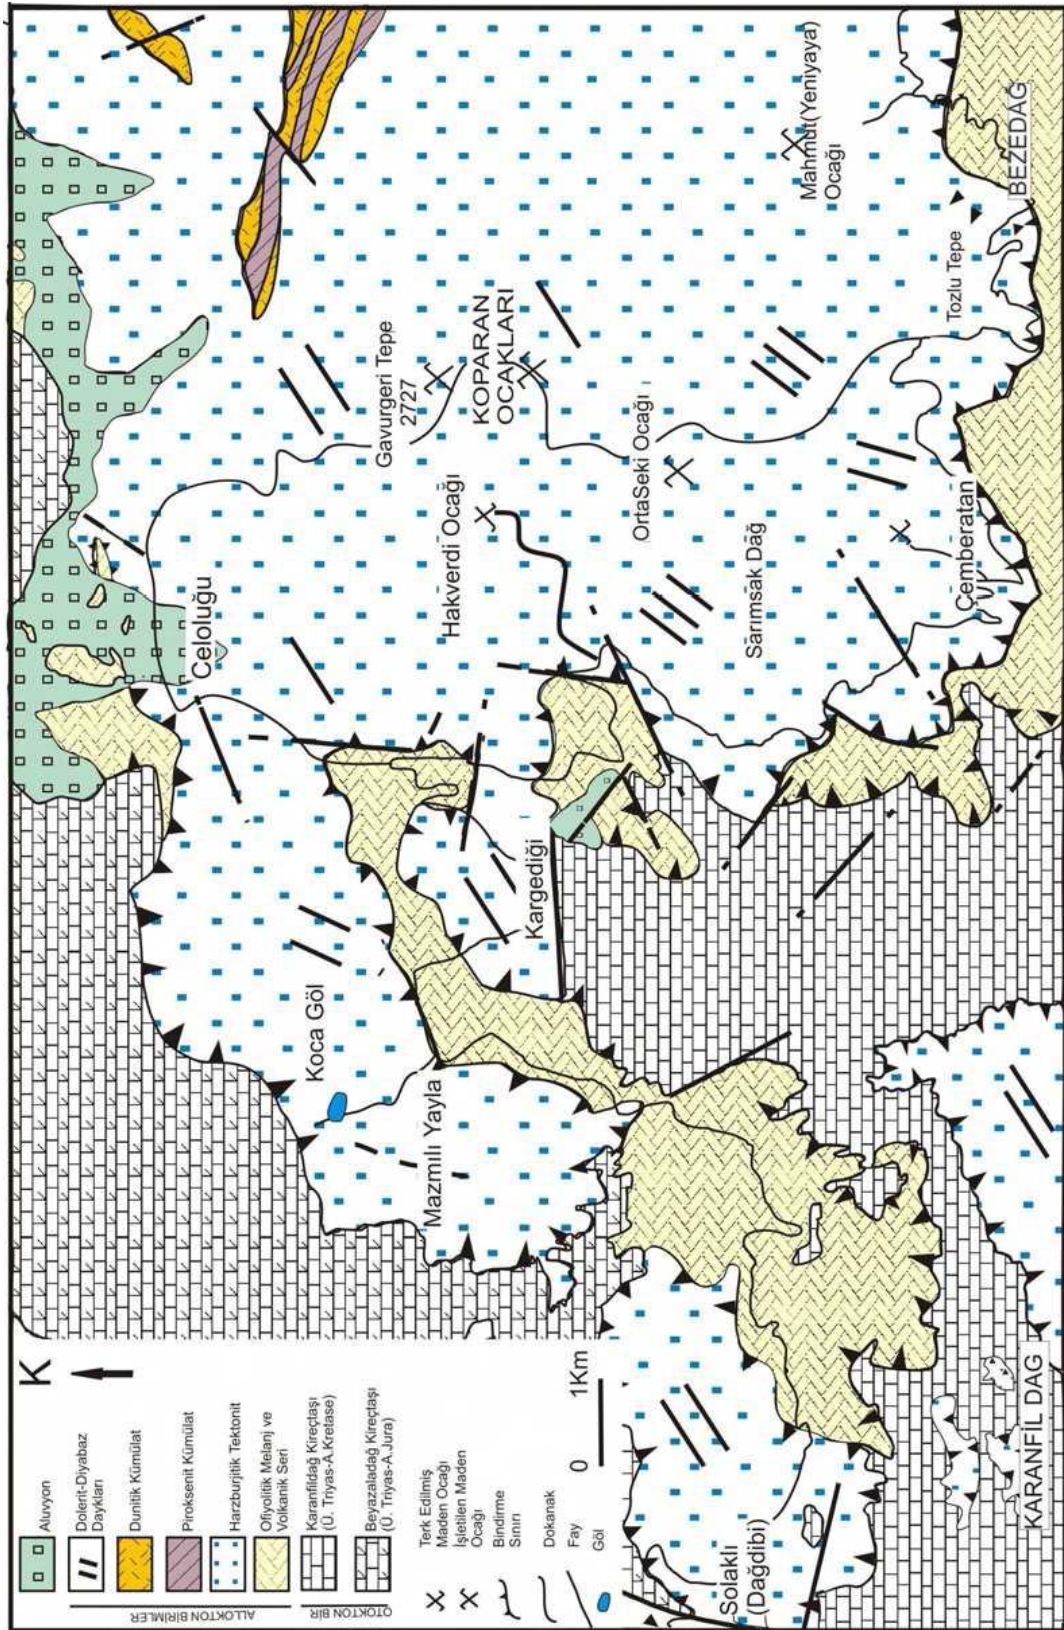 K
Aluvyon
Dolerit-Diyabaz
Daykları
Dunitik Kümülat
Piroksenit Kümülat
Harzburjitik Tektonit
Ofiyolitik Melanj ve
Volkanik Seri
Karanfildağ Kireçtaşı
(Ü. Triyas-A.Kretase)
Beyazaladağ Kireçtaşı
(Ü. Triyas-A.Jura)
ALLOKTON BİRİMLER
OTOKTON BİR
Terk Edilmiş
Maden Ocağı
İşletilen Maden
Ocağı
Bindirme
Sınırı
Dokanak
Fay
Göl
0
1Km
Solaklı
(Dağdibi)
KARANFİL DAG
Koca Göl
Mazmılı Yayla
Kargediği
Celoluğu
Hakverdi Ocağı
Gavurgeri Tepe
2727
KOPARAN
OCAKLARI
OrtaSeki Ocağı
Sarımsak Dağ
Çemberatan
Tozlu Tepe
Mahmut(Yeniyaya)
Ocağı
BEZEDAĞ